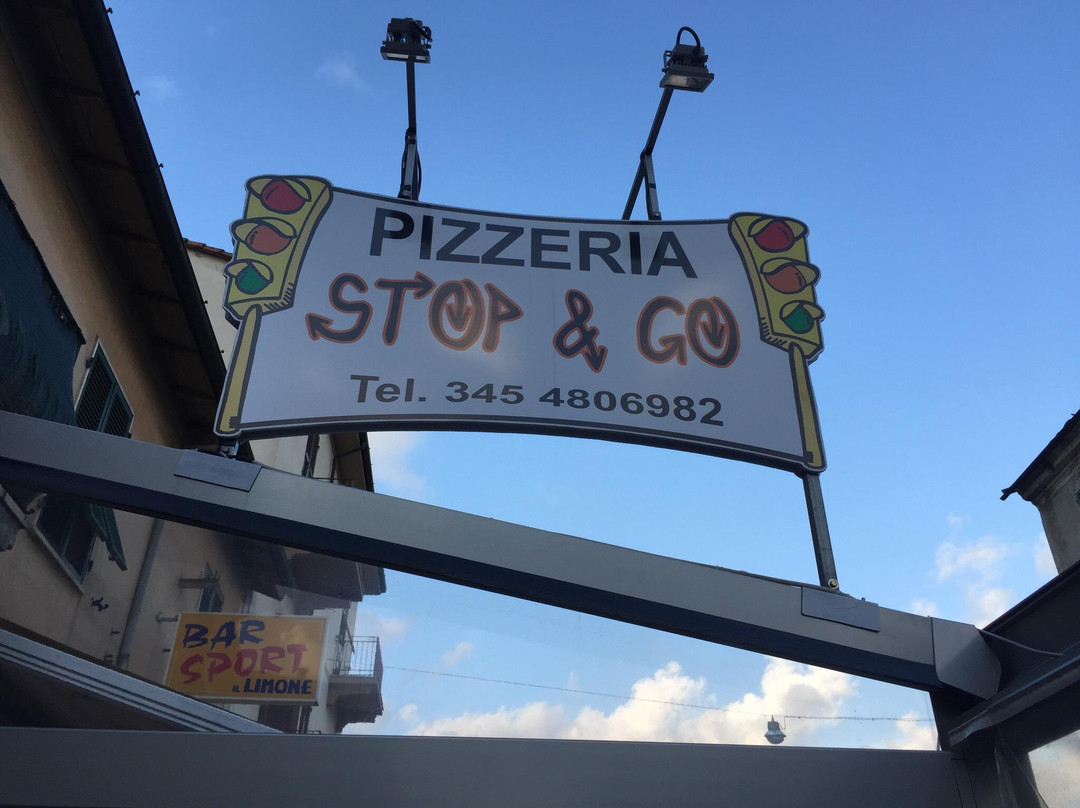 PIZZERIA
STOP & GO
Tel. 345 4806982
BAR
SPORT
IL LIMONE